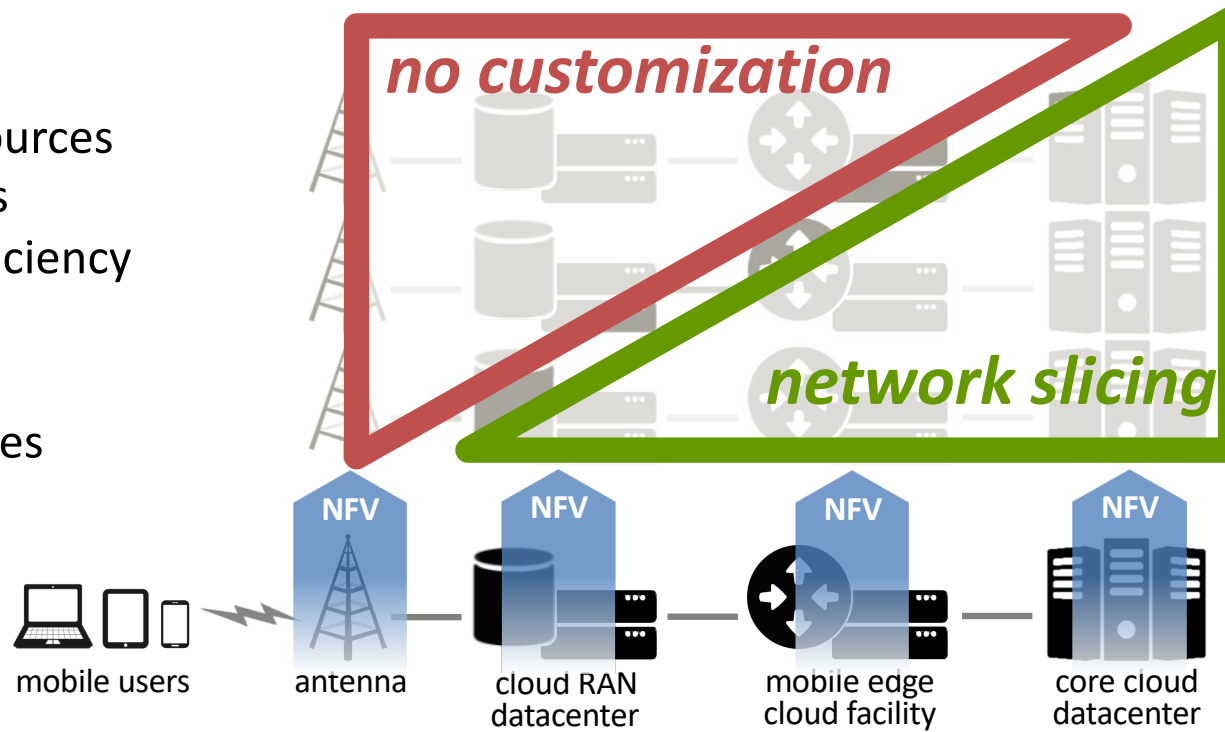 no customization
ources
s
iciency
network slicing
es
NFV
NFV
NFV
NFV
mobile users
antenna
cloud RAN
datacenter
mobile edge
cloud facility
core cloud
datacenter